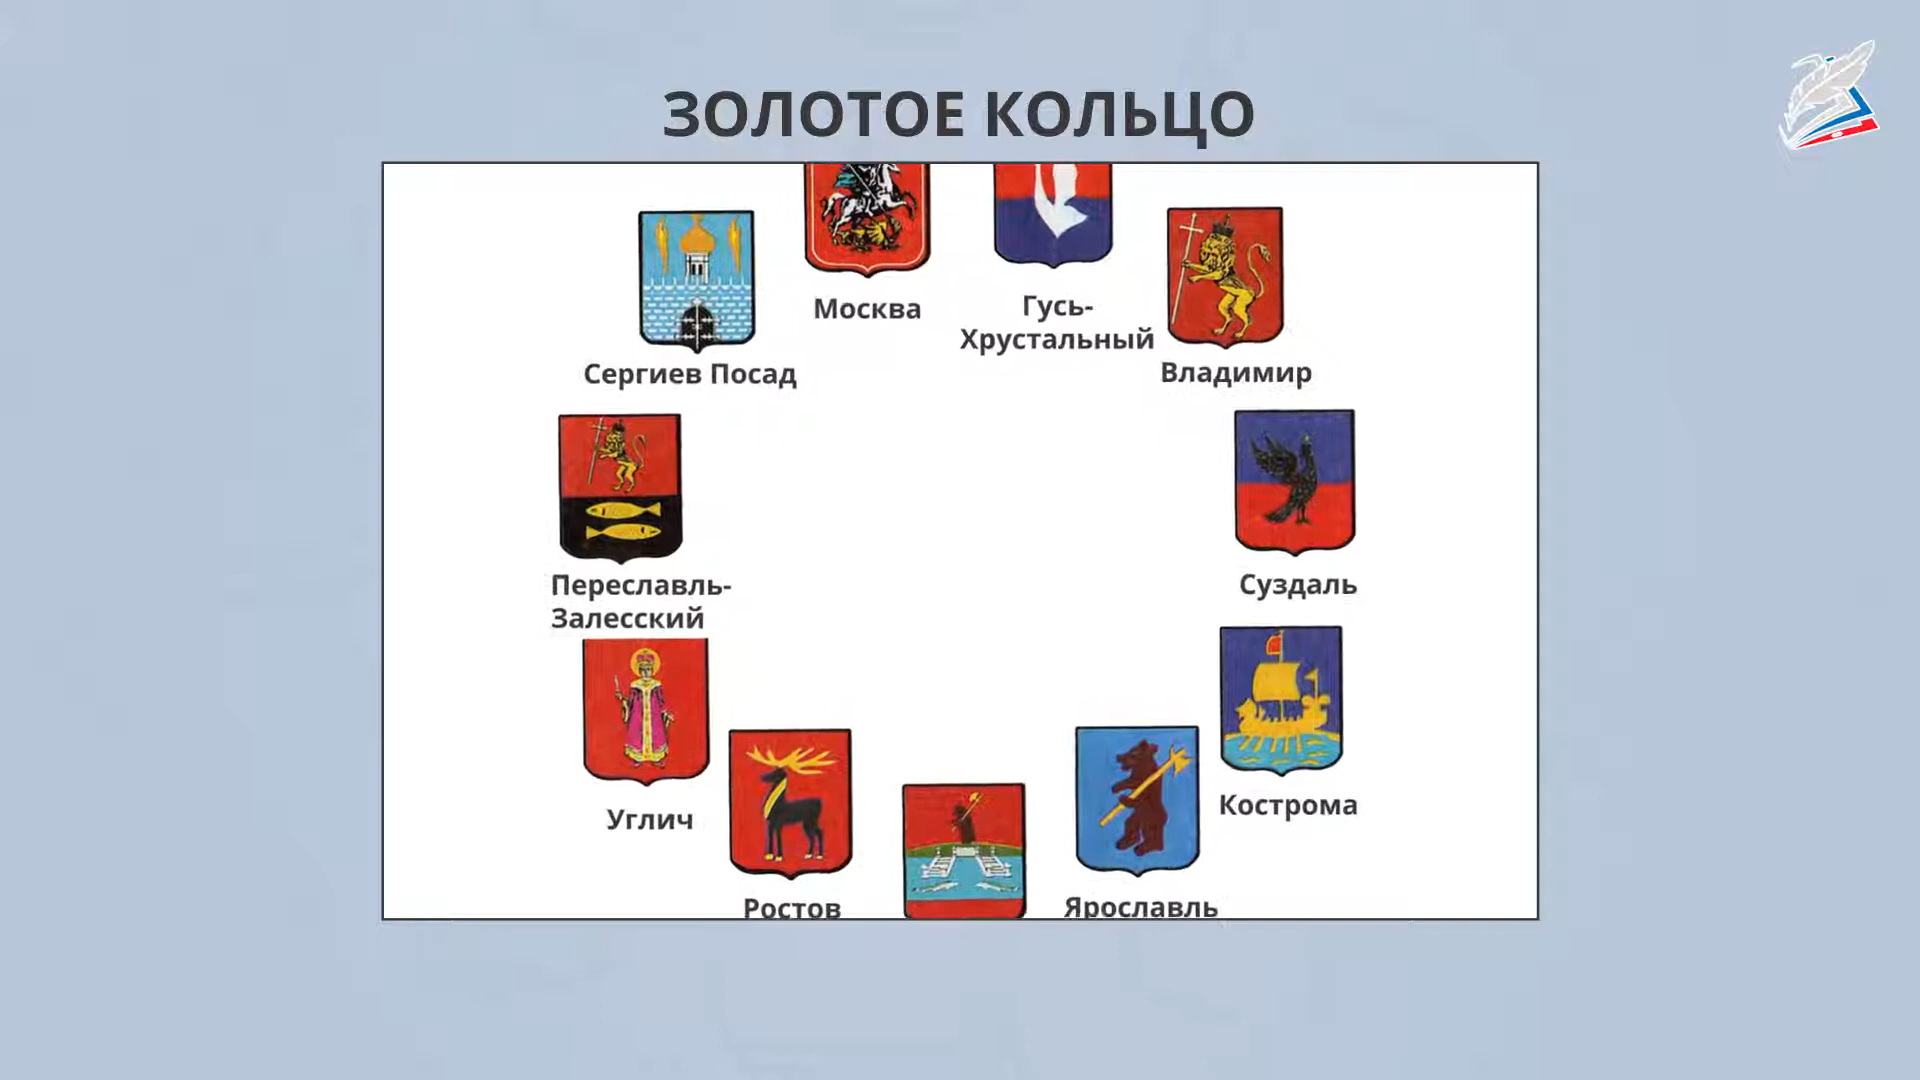 ЗОЛОТОЕ КОЛЬЦО
Москва
Гусь-
Хрустальный
Сергиев Посад
Владимир
Переславль-
Залесский
Суздаль
Углич
Кострома
Ростов
Ярославль